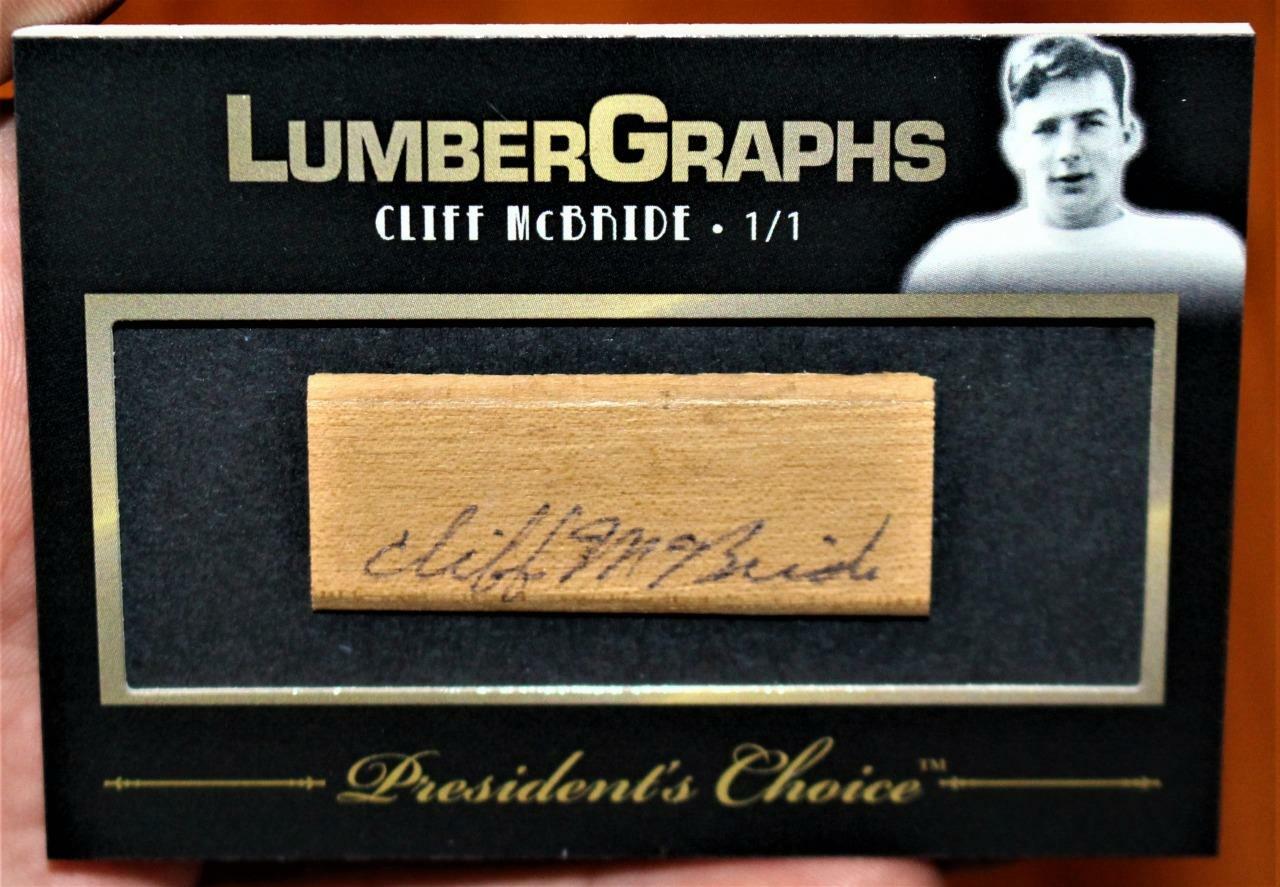 LUMBERGRAPHS
CLIFF McBRIDE • 1/1
Cliff McBride
President's Choice™